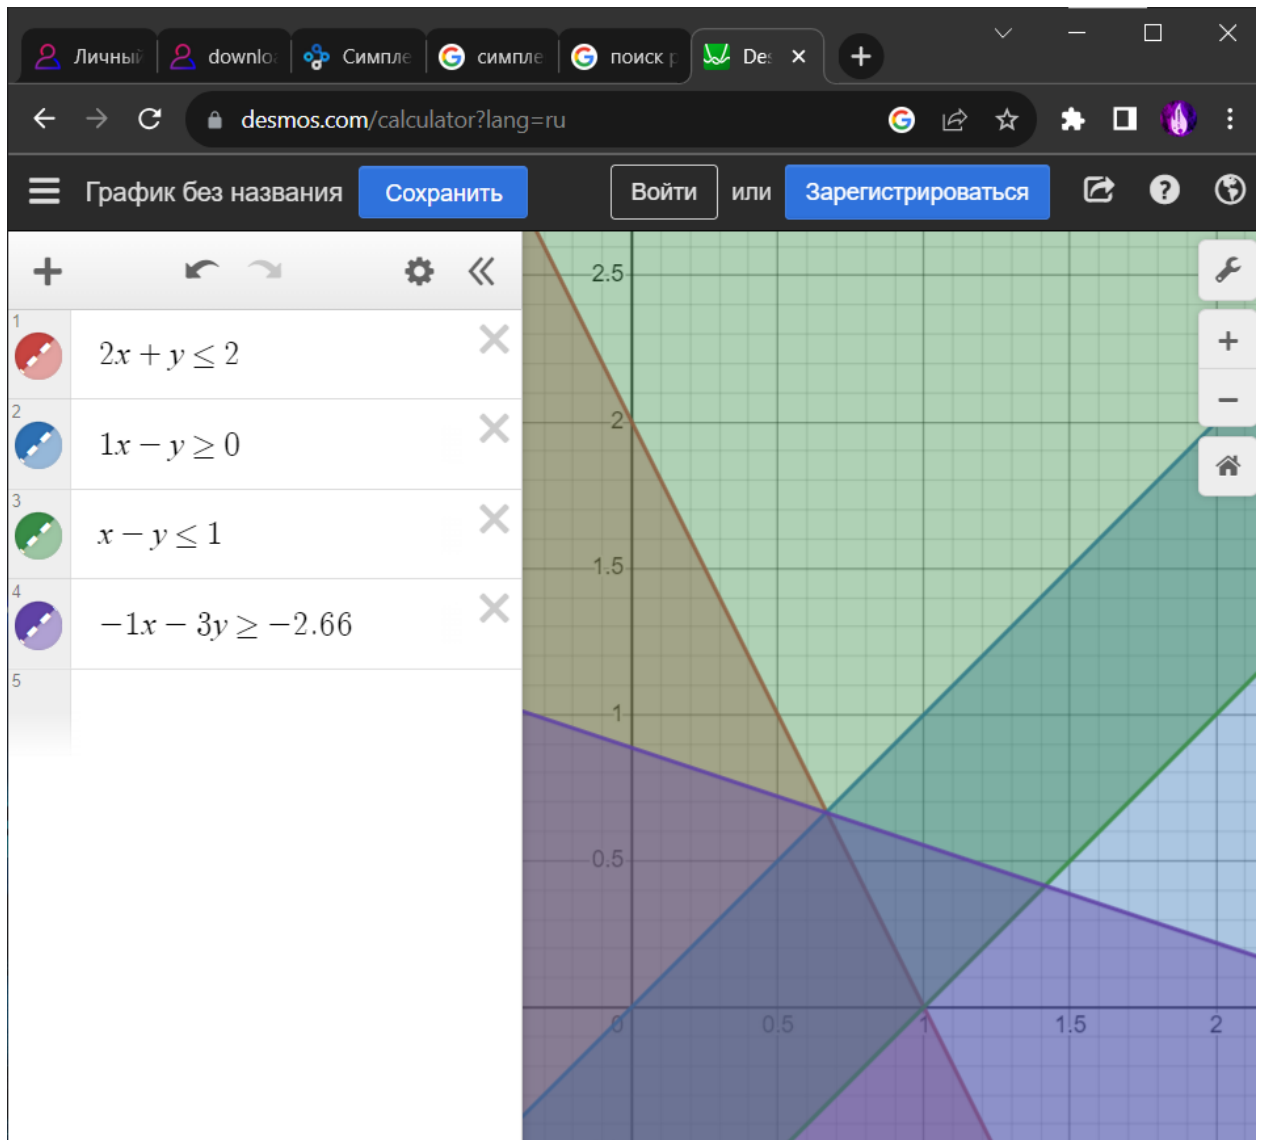 Личный downlo Симпле симпле поиск р Des
desmos.com/calculator?lang=ru
График без названия Сохранить Войти или Зарегистрироваться
1
2x + y ≤ 2
2
1x − y ≥ 0
3
x − y ≤ 1
4
−1x − 3y ≥ −2.66
5
2.5
2
1.5
1
0.5
0 0.5 1 1.5 2